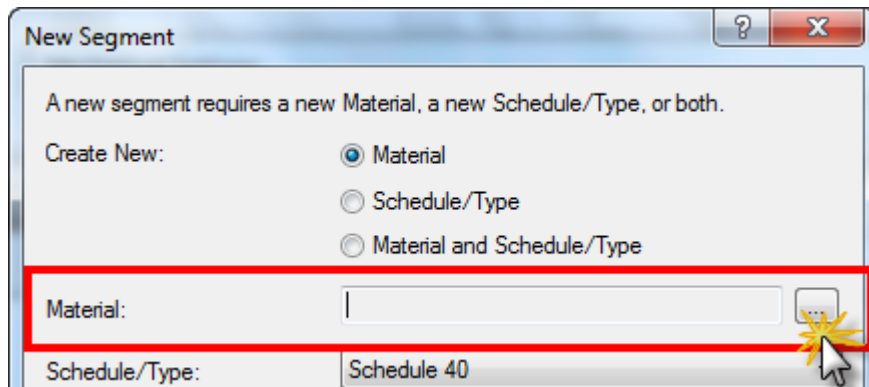 New Segment
A new segment requires a new Material, a new Schedule/Type, or both.
Create New:
Material
Schedule/Type
Material and Schedule/Type
Material:
...
Schedule/Type:
Schedule 40